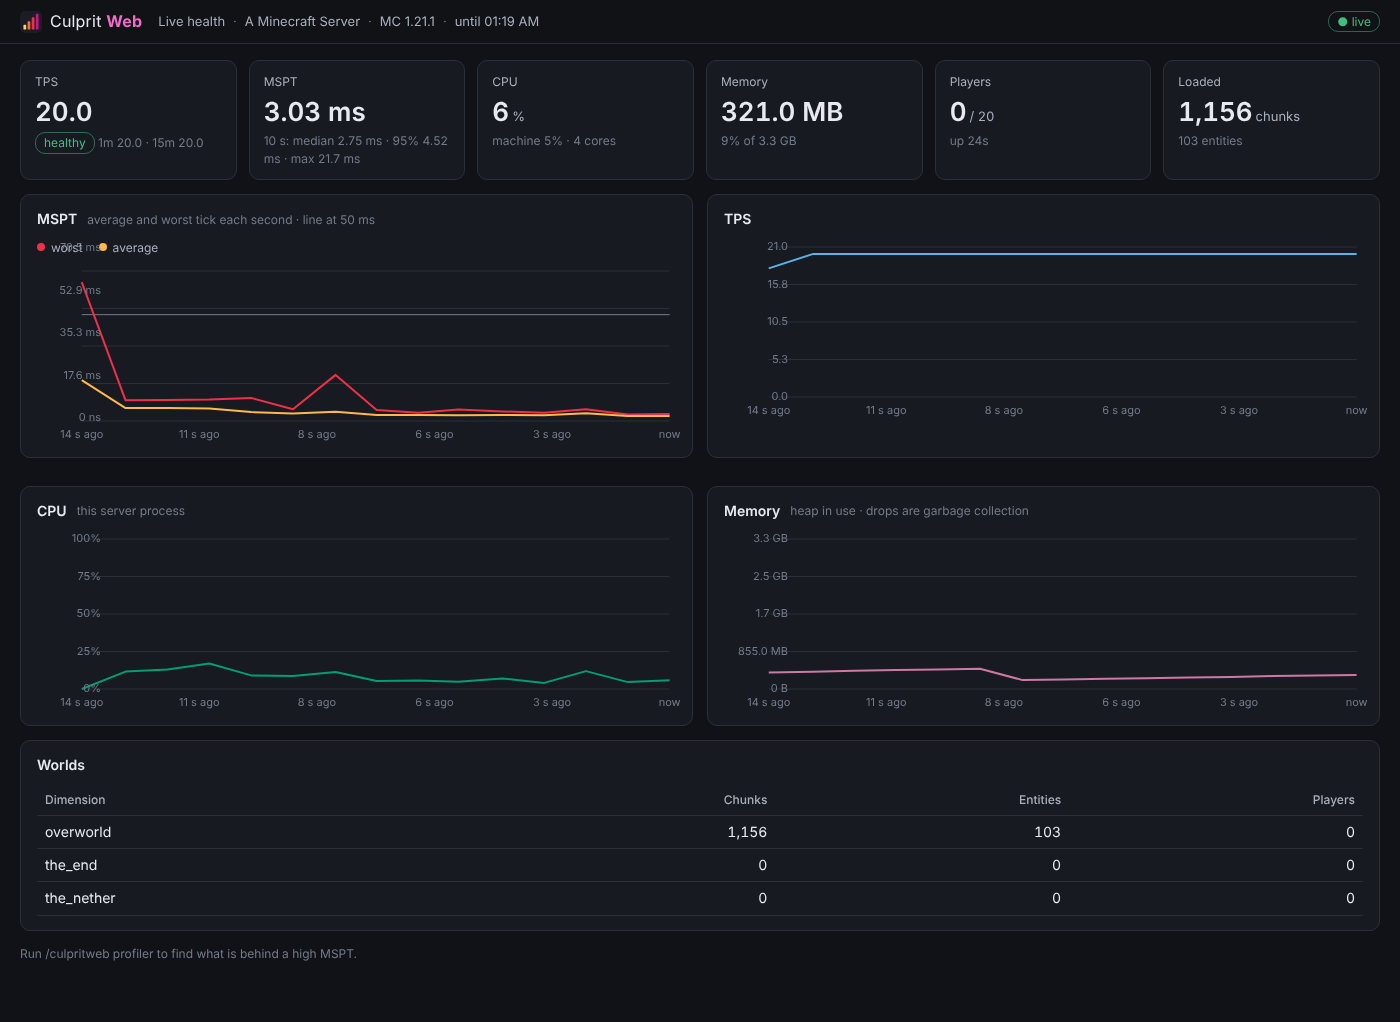 Culprit Web Live health · A Minecraft Server · MC 1.21.1 · until 01:19 AM
live
TPS
20.0
healthy 1m 20.0 · 15m 20.0
MSPT
3.03 ms
10 s: median 2.75 ms · 95% 4.52
ms · max 21.7 ms
CPU
6 %
machine 5% · 4 cores
Memory
321.0 MB
9% of 3.3 GB
Players
0 / 20
up 24s
Loaded
1,156 chunks
103 entities
MSPT average and worst tick each second · line at 50 ms
worst average
52.9 ms
35.3 ms
17.6 ms
0 ns
14 s ago 11 s ago 8 s ago 6 s ago 3 s ago now
TPS
21.0
15.8
10.5
5.3
0.0
14 s ago 11 s ago 8 s ago 6 s ago 3 s ago now
CPU this server process
100%
75%
50%
25%
0%
14 s ago 11 s ago 8 s ago 6 s ago 3 s ago now
Memory heap in use · drops are garbage collection
3.3 GB
2.5 GB
1.7 GB
855.0 MB
0 B
14 s ago 11 s ago 8 s ago 6 s ago 3 s ago now
Worlds
Dimension Chunks Entities Players
overworld 1,156 103 0
the_end 0 0 0
the_nether 0 0 0
Run /culpritweb profiler to find what is behind a high MSPT.